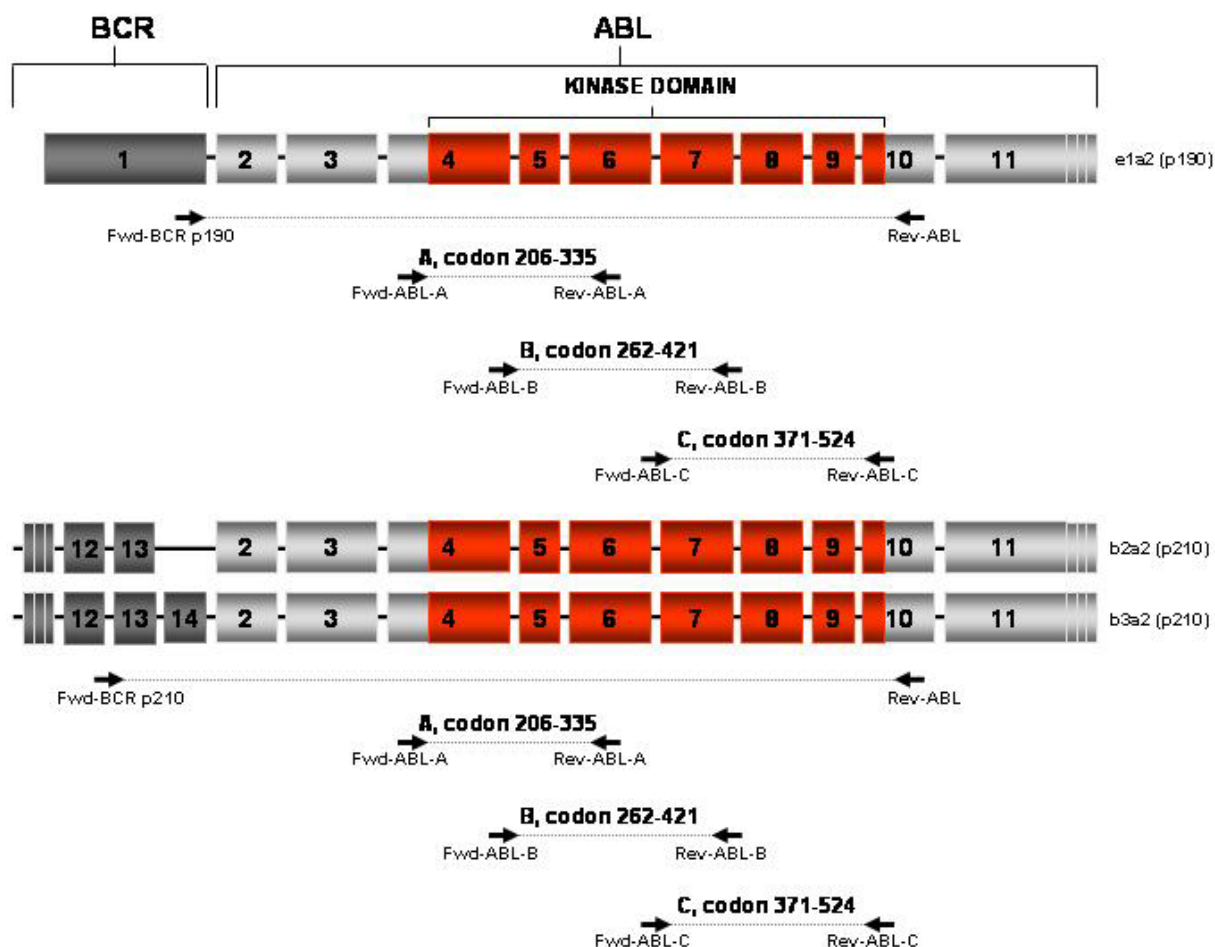 BCR ABL
KINASE DOMAIN
1 2 3 4 5 6 7 8 9 10 11 e1a2 (p190)
Fwd-BCR p190 Rev-ABL
A, codon 206-335
Fwd-ABL-A Rev-ABL-A
B, codon 262-421
Fwd-ABL-B Rev-ABL-B
C, codon 371-524
Fwd-ABL-C Rev-ABL-C
12 13 2 3 4 5 6 7 8 9 10 11 b2a2 (p210)
12 13 14 2 3 4 5 6 7 8 9 10 11 b3a2 (p210)
Fwd-BCR p210 Rev-ABL
A, codon 206-335
Fwd-ABL-A Rev-ABL-A
B, codon 262-421
Fwd-ABL-B Rev-ABL-B
C, codon 371-524
Fwd-ABL-C Rev-ABL-C